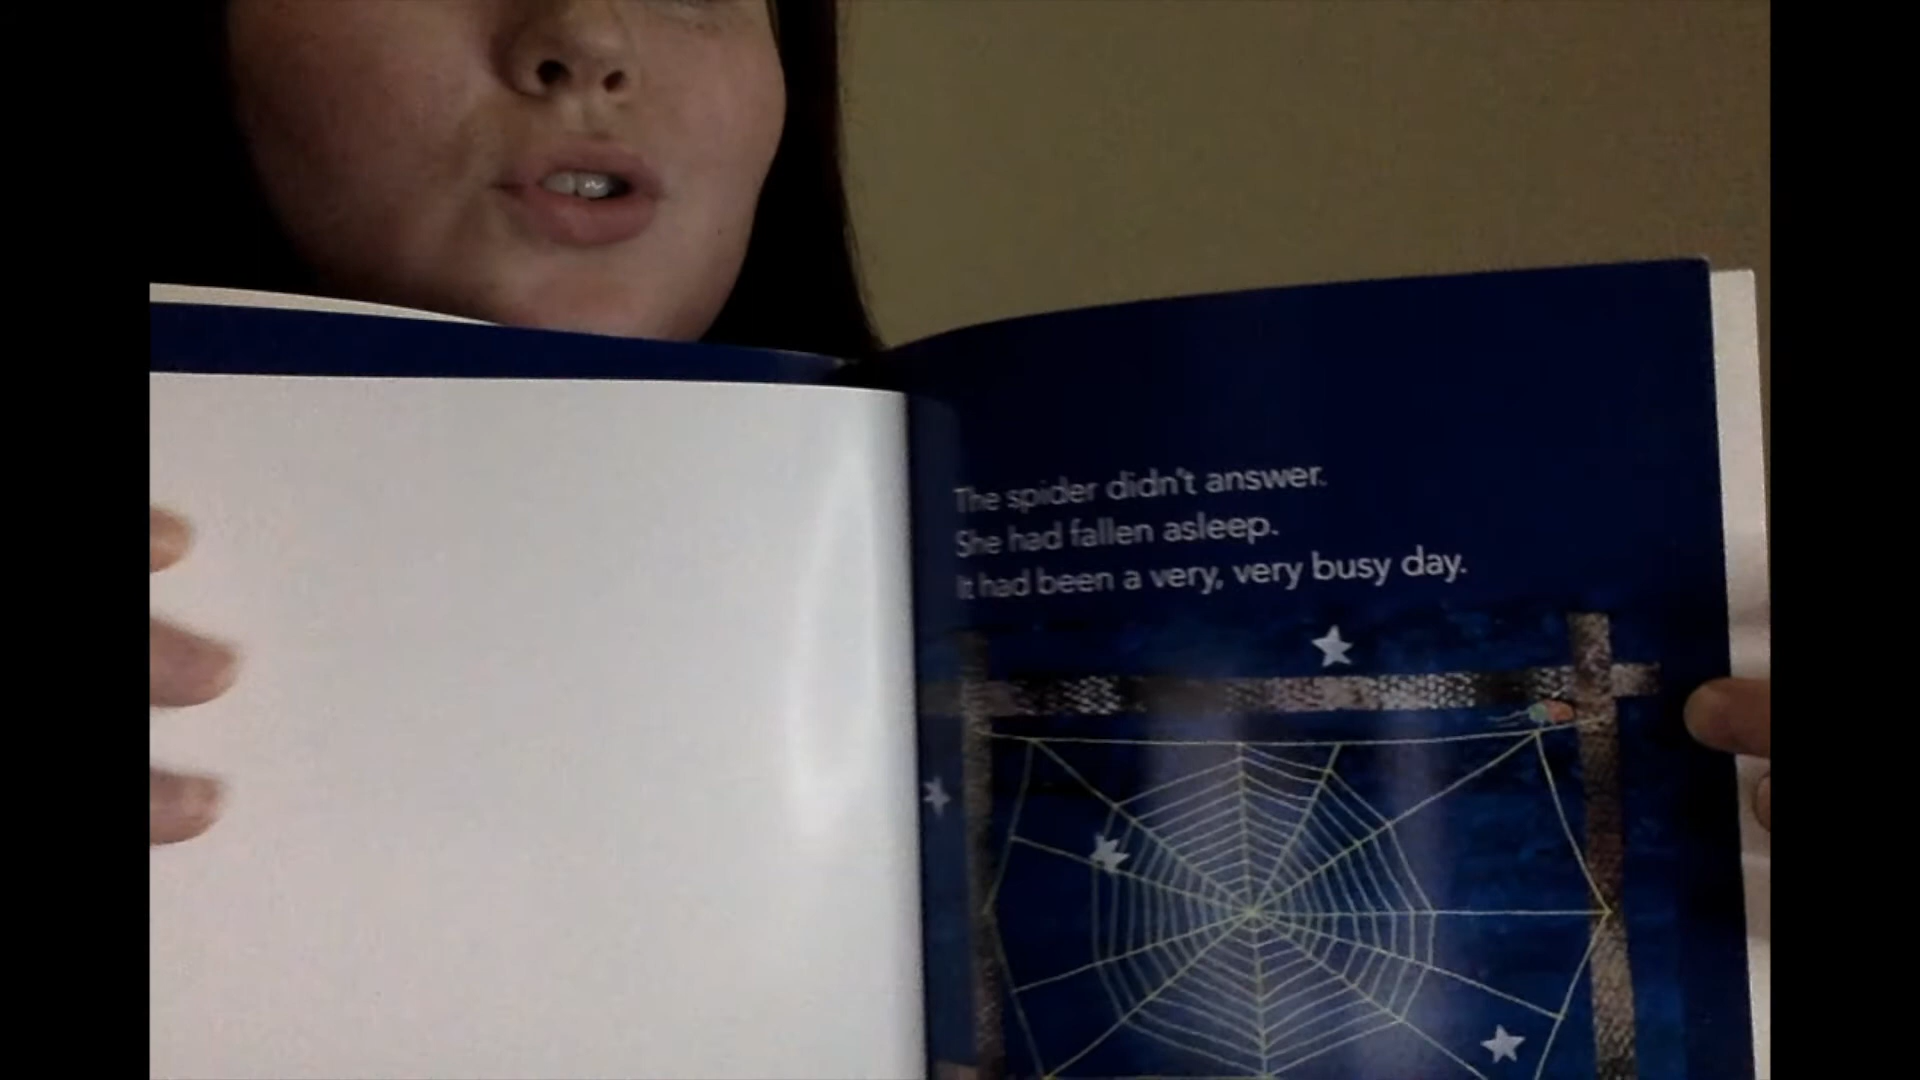 The spider didn't answer.
She had fallen asleep.
It had been a very, very busy day.